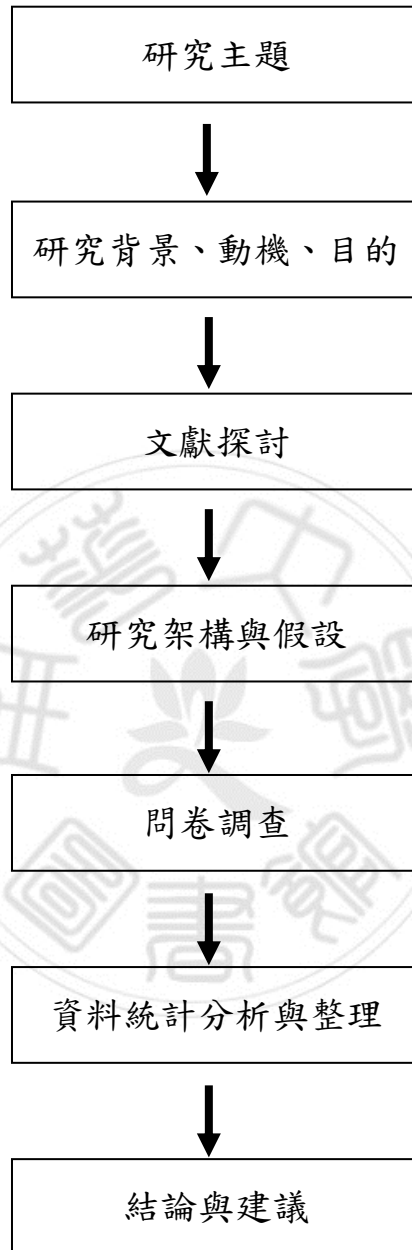 研究主題
研究背景、動機、目的
文獻探討
研究架構與假設
問卷調查
資料統計分析與整理
結論與建議